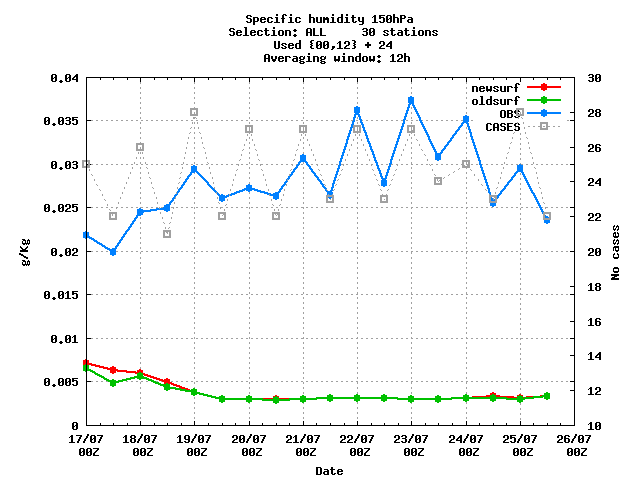 Specific humidity 150hPa
Selection: ALL 30 stations
Used {00,12} + 24
Averaging window: 12h
newsurf
oldsurf
OBS
CASES
0.04
0.035
0.03
0.025
0.02
0.015
0.01
0.005
0
g/Kg
30
28
26
24
22
20
18
16
14
12
10
No cases
17/07 18/07 19/07 20/07 21/07 22/07 23/07 24/07 25/07 26/07
00Z 00Z 00Z 00Z 00Z 00Z 00Z 00Z 00Z 00Z
Date